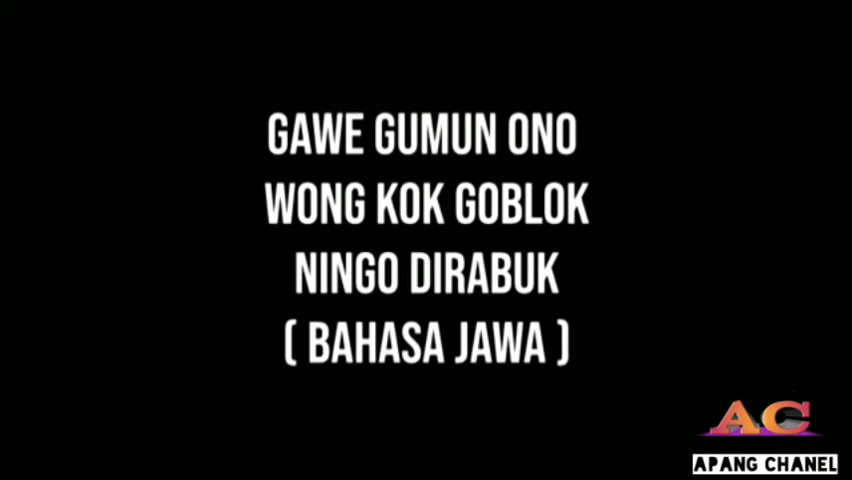 GAWE GUMUN ONO
WONG KOK GOBLOK
NINGO DIRABUK
( BAHASA JAWA )
AC
APANG CHANEL